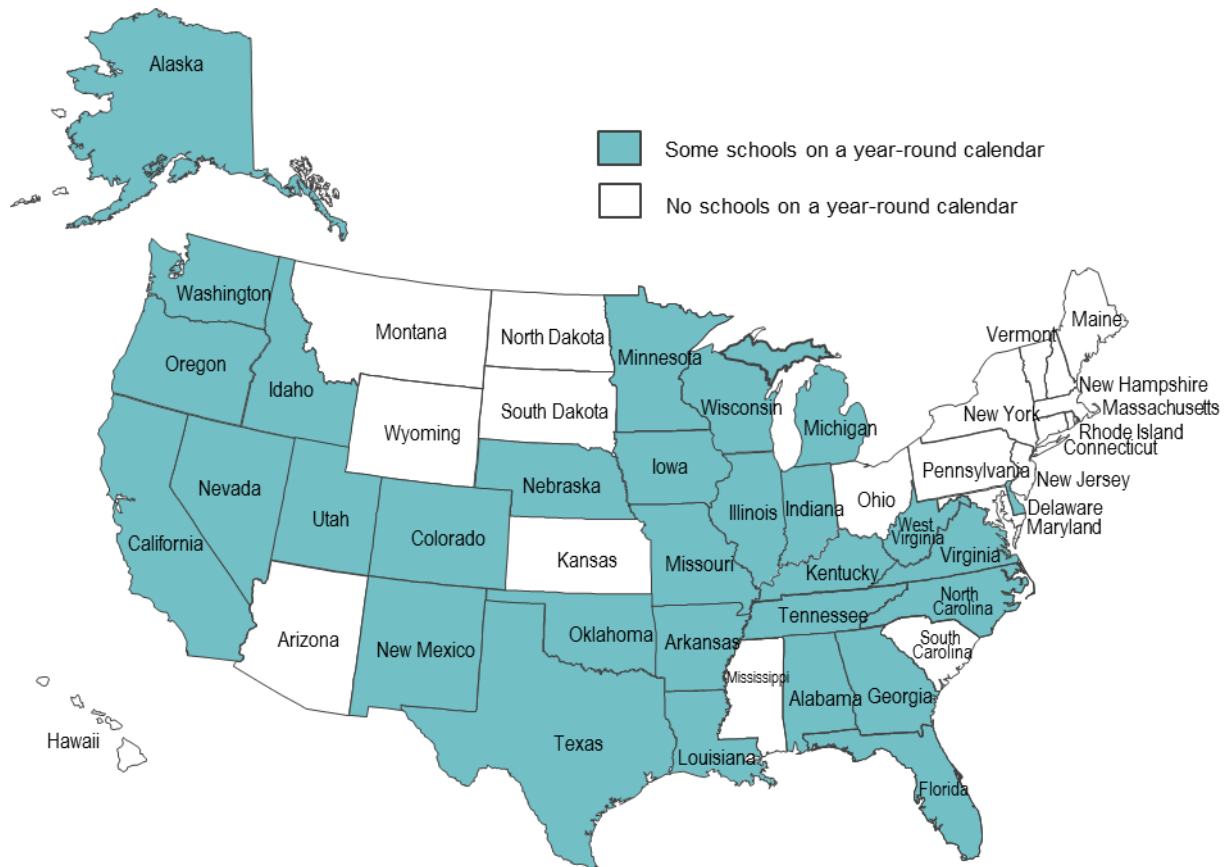 Alaska
Some schools on a year-round calendar
No schools on a year-round calendar
Washington
Montana
North Dakota
Minnesota
Vermont
Maine
Oregon
Idaho
South Dakota
Wisconsin
Michigan
New York
New Hampshire
Massachusetts
Rhode Island
Connecticut
Wyoming
Iowa
Pennsylvania
New Jersey
Nevada
Nebraska
Ohio
Utah
Illinois
Indiana
Delaware
Maryland
California
Colorado
Kansas
Missouri
West
Virginia
Virginia
Kentucky
North
Carolina
Arizona
New Mexico
Oklahoma
Arkansas
Tennessee
South
Carolina
Mississippi
Alabama
Georgia
Hawaii
Texas
Louisiana
Florida